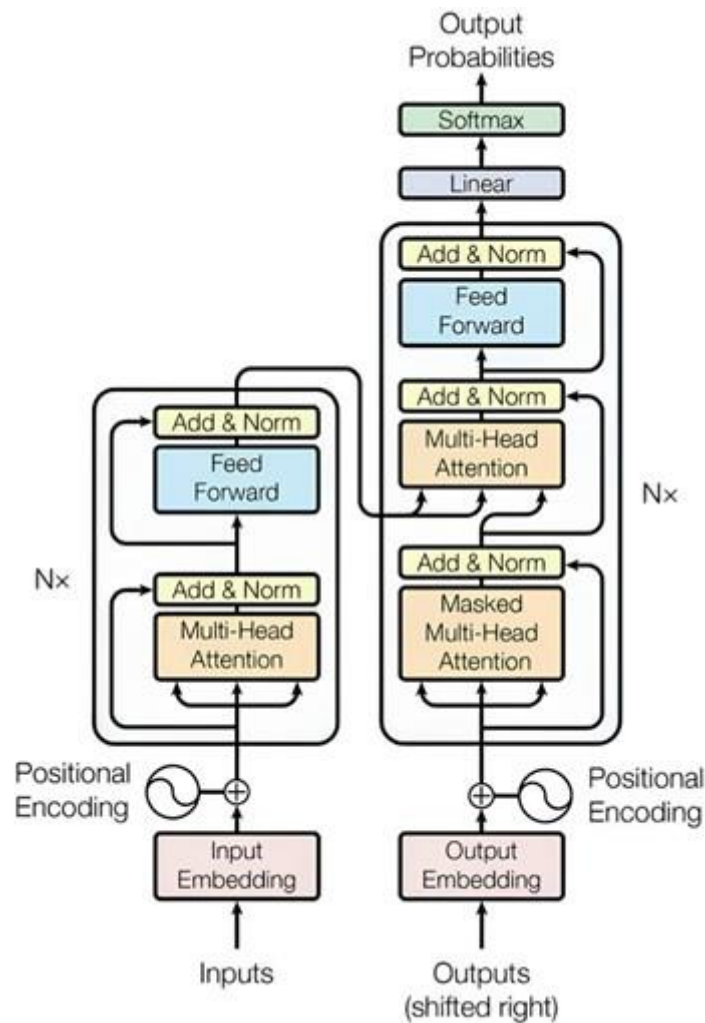 Output
Probabilities
Softmax
Linear
Add & Norm
Feed
Forward
Add & Norm
Multi-Head
Attention
Add & Norm
Masked
Multi-Head
Attention
N×
Add & Norm
Feed
Forward
Add & Norm
Multi-Head
Attention
N×
Positional
Encoding
Positional
Encoding
Input
Embedding
Output
Embedding
Inputs
Outputs
(shifted right)